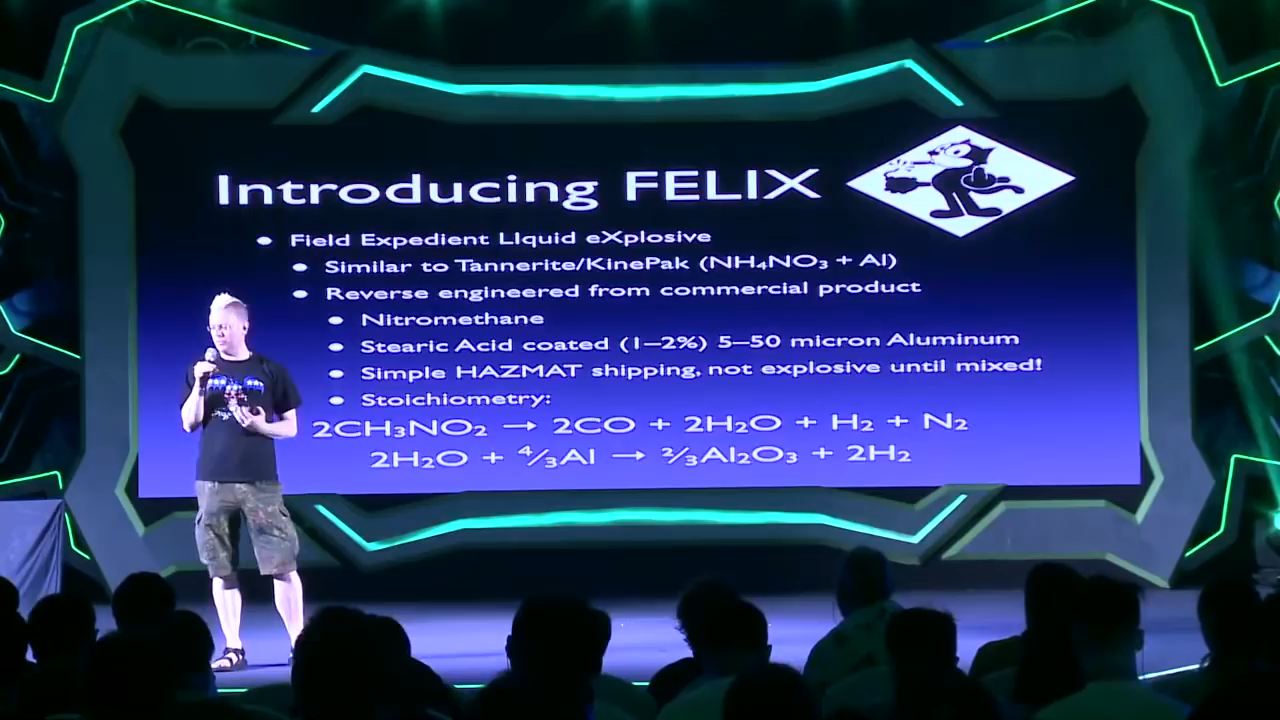 Introducing FELIX
• Field Expedient LIquid eXplosive
• Similar to Tannerite/KinePak (NH₄NO₃ + Al)
• Reverse engineered from commercial product
• Nitromethane
• Stearic Acid coated (1–2%) 5–50 micron Aluminum
• Simple HAZMAT shipping, not explosive until mixed!
• Stoichiometry:
2CH₃NO₂ → 2CO + 2H₂O + H₂ + N₂
2H₂O + ⁴⁄₃Al → ²⁄₃Al₂O₃ + 2H₂